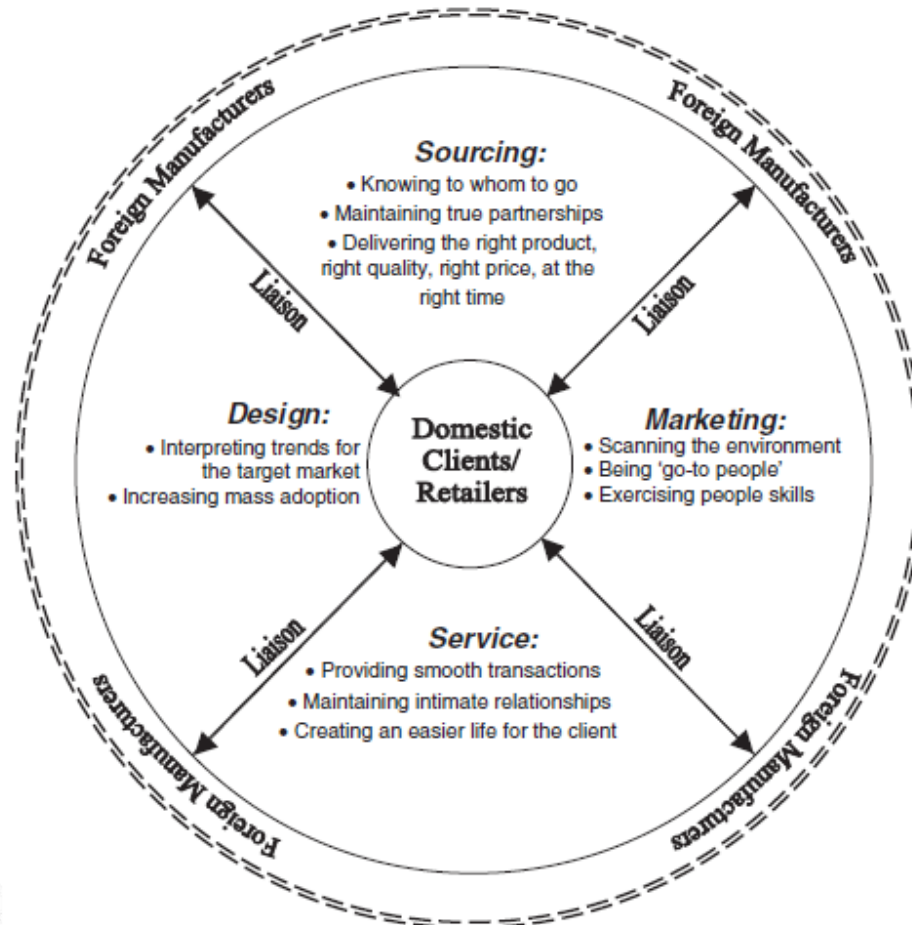 Foreign Manufacturers
Foreign Manufacturers
Sourcing:
• Knowing to whom to go
• Maintaining true partnerships
• Delivering the right product,
right quality, right price, at the
right time
Liaison
Liaison
Design:
• Interpreting trends for
the target market
• Increasing mass adoption
Domestic
Clients/
Retailers
Marketing:
• Scanning the environment
• Being 'go-to people'
• Exercising people skills
Liaison
Liaison
Service:
• Providing smooth transactions
• Maintaining intimate relationships
• Creating an easier life for the client
Foreign Manufacturers
Foreign Manufacturers